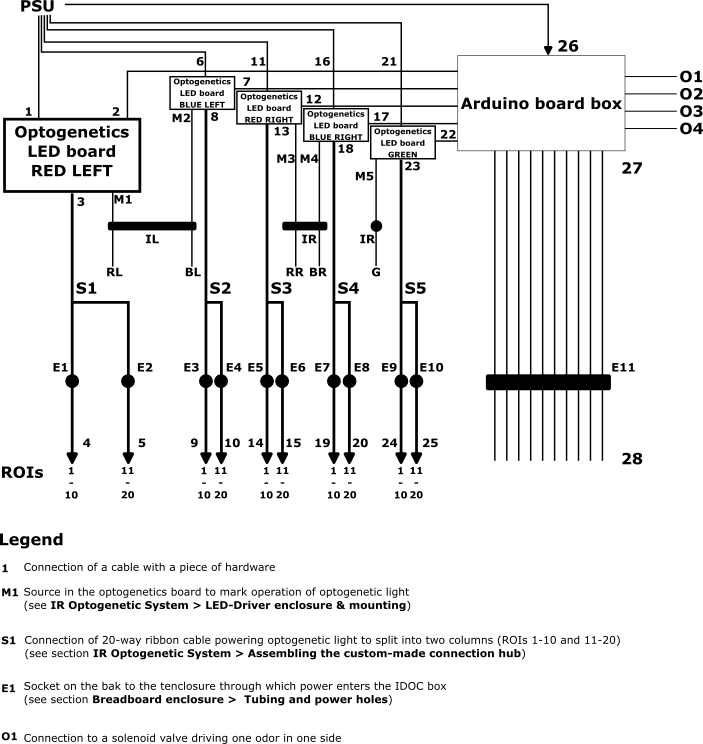 PSU
26
6
11
16
21
O1
O2
O3
O4
Arduino board box
1
2
Optogenetics
LED board
BLUE LEFT
7
Optogenetics
LED board
RED RIGHT
12
Optogenetics
LED board
BLUE RIGHT
17
Optogenetics
LED board
GREEN
22
M2
8
13
18
23
Optogenetics
LED board
RED LEFT
M3
M4
M5
27
3
M1
IL
IR
IR
RL
BL
RR
BR
G
S1
S2
S3
S4
S5
E1
E2
E3
E4
E5
E6
E7
E8
E9
E10
E11
4
5
9
10
14
15
19
20
24
25
28
ROIs
1 11 1 11 1 11 1 11 1 11
- - - - - - - - - -
10 20 10 20 10 20 10 20 10 20
Legend
1 Connection of a cable with a piece of hardware
M1 Source in the optogenetics board to mark operation of optogenetic light
(see IR Optogenetic System > LED-Driver enclosure & mounting)
S1 Connection of 20-way ribbon cable powering optogenetic light to split into two columns (ROIs 1-10 and 11-20)
(see section IR Optogenetic System > Assembling the custom-made connection hub)
E1 Socket on the bak to the tenclosure through which power enters the IDOC box
(see section Breadboard enclosure > Tubing and power holes)
O1 Connection to a solenoid valve driving one odor in one side